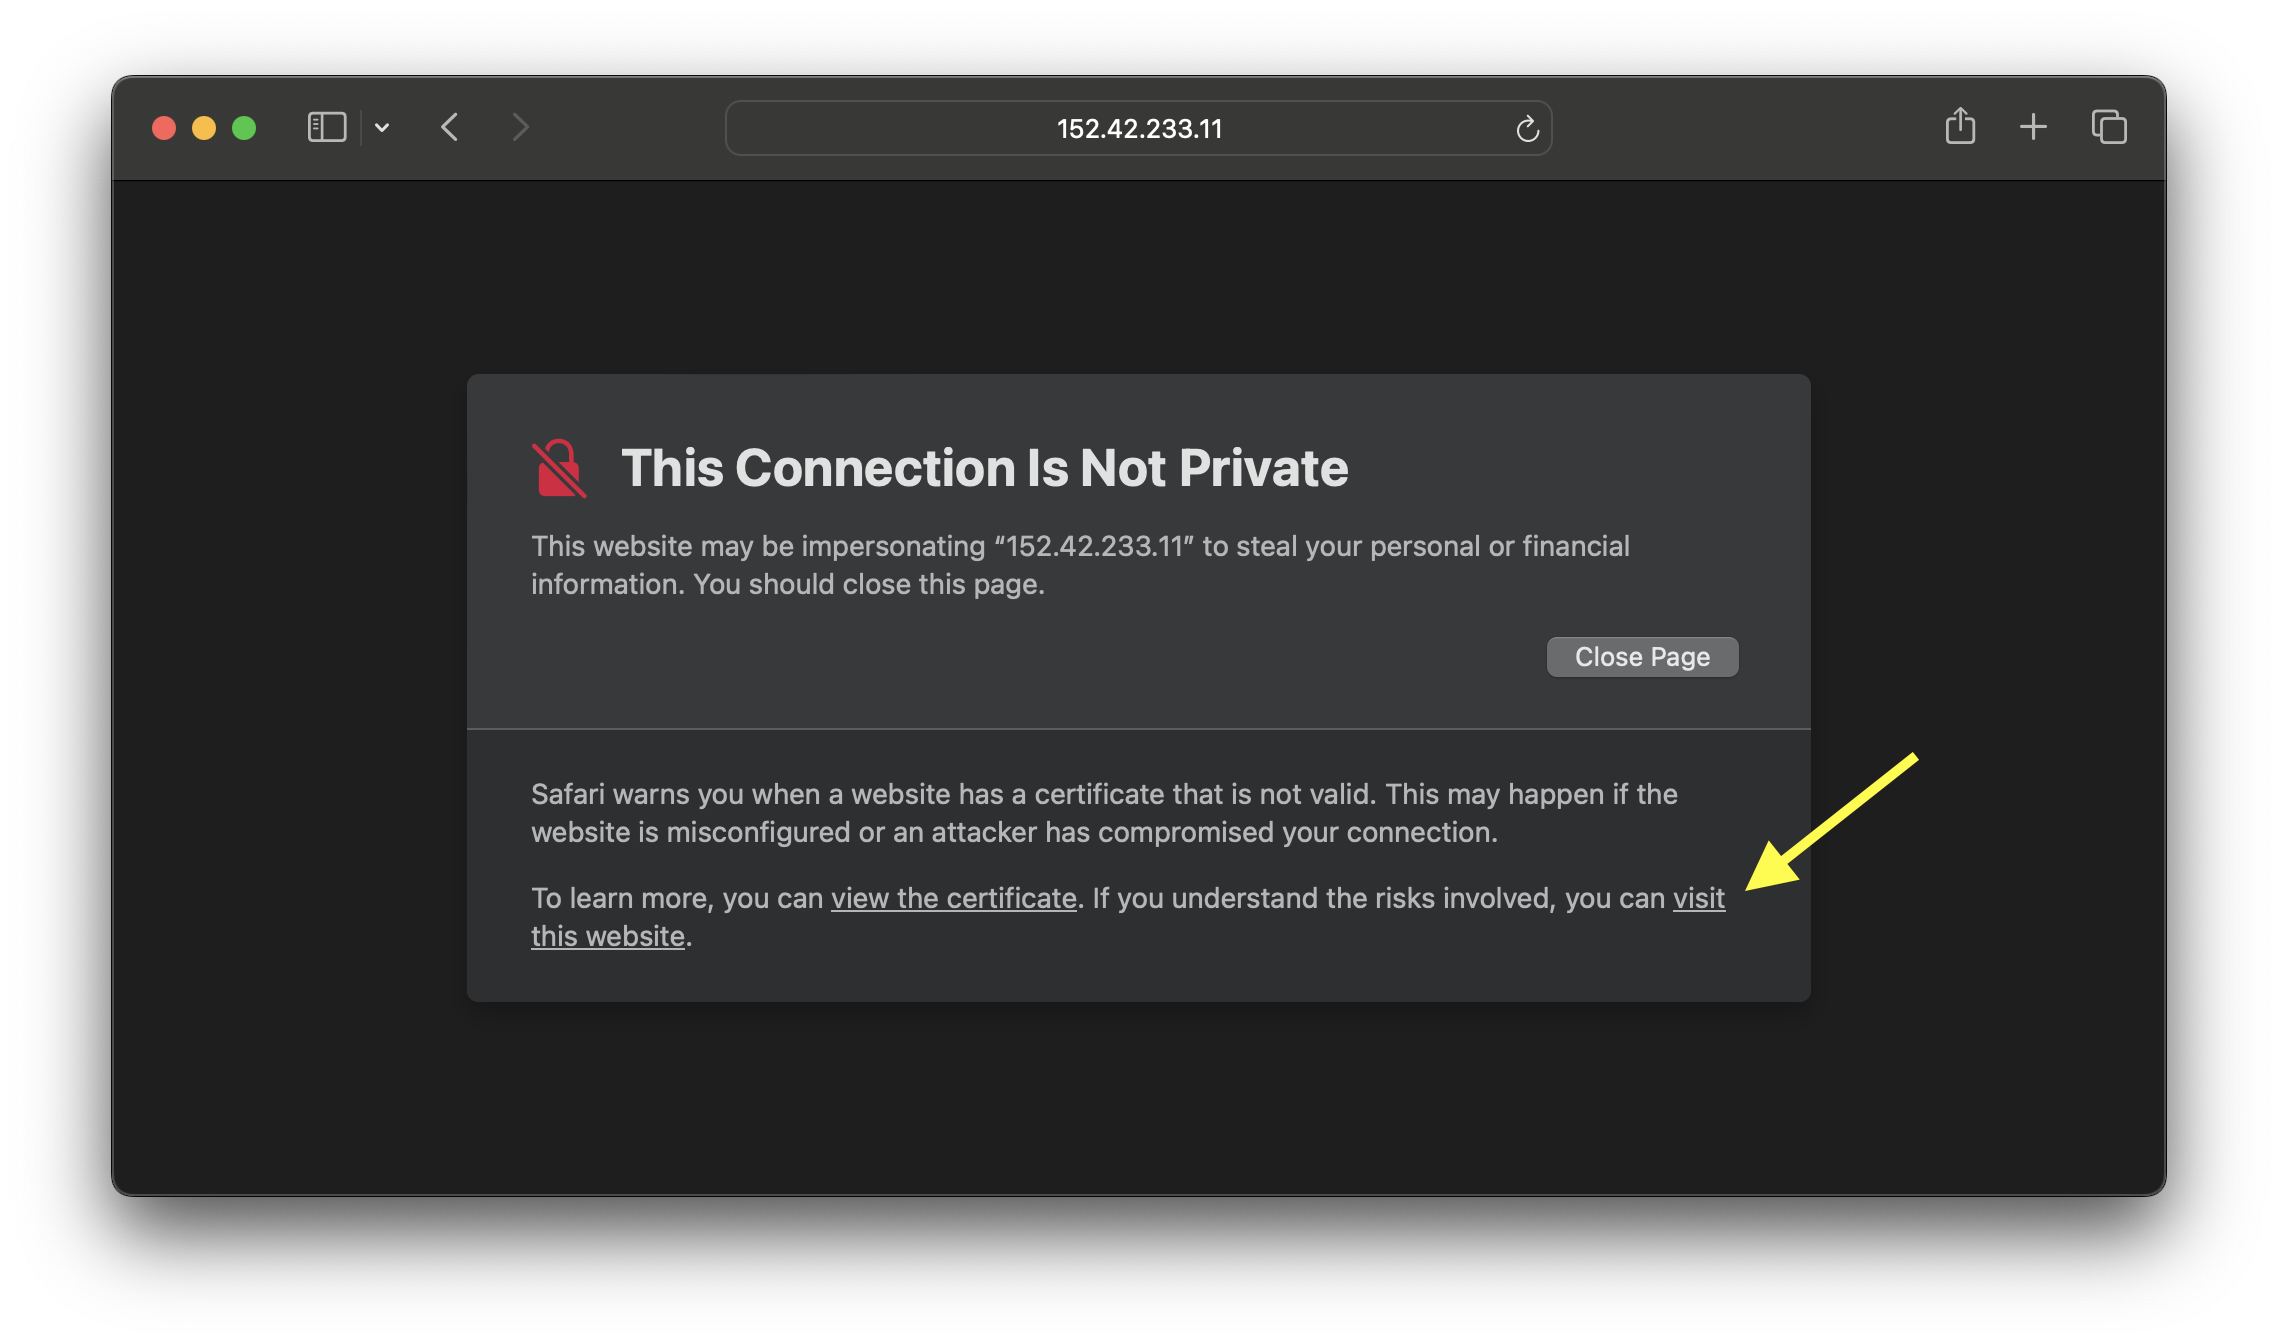 152.42.233.11
This Connection Is Not Private
This website may be impersonating “152.42.233.11” to steal your personal or financial
information. You should close this page.
Close Page
Safari warns you when a website has a certificate that is not valid. This may happen if the
website is misconfigured or an attacker has compromised your connection.
To learn more, you can view the certificate. If you understand the risks involved, you can visit
this website.